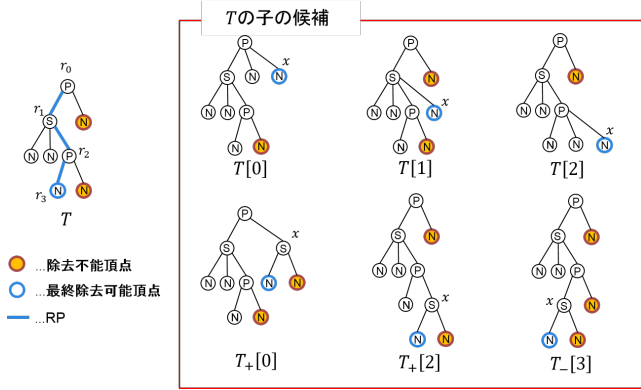 Tの子の候補
r₀
P
r₁
S
N
N
N
P
r₂
r₃
N
N
T
P
x
S
N
N
N
N
P
N
N
T[0]
P
N
S
x
N
N
P
N
N
N
T[1]
P
N
S
x
N
N
P
N
N
N
T[2]
P
x
S
S
N
N
P
N
N
N
N
T₊[0]
P
S
N
N
N
P
N
S
x
N
N
T₊[2]
P
S
N
N
N
P
x
S
N
N
N
T₋[3]
…除去不能頂点
…最終除去可能頂点
…RP